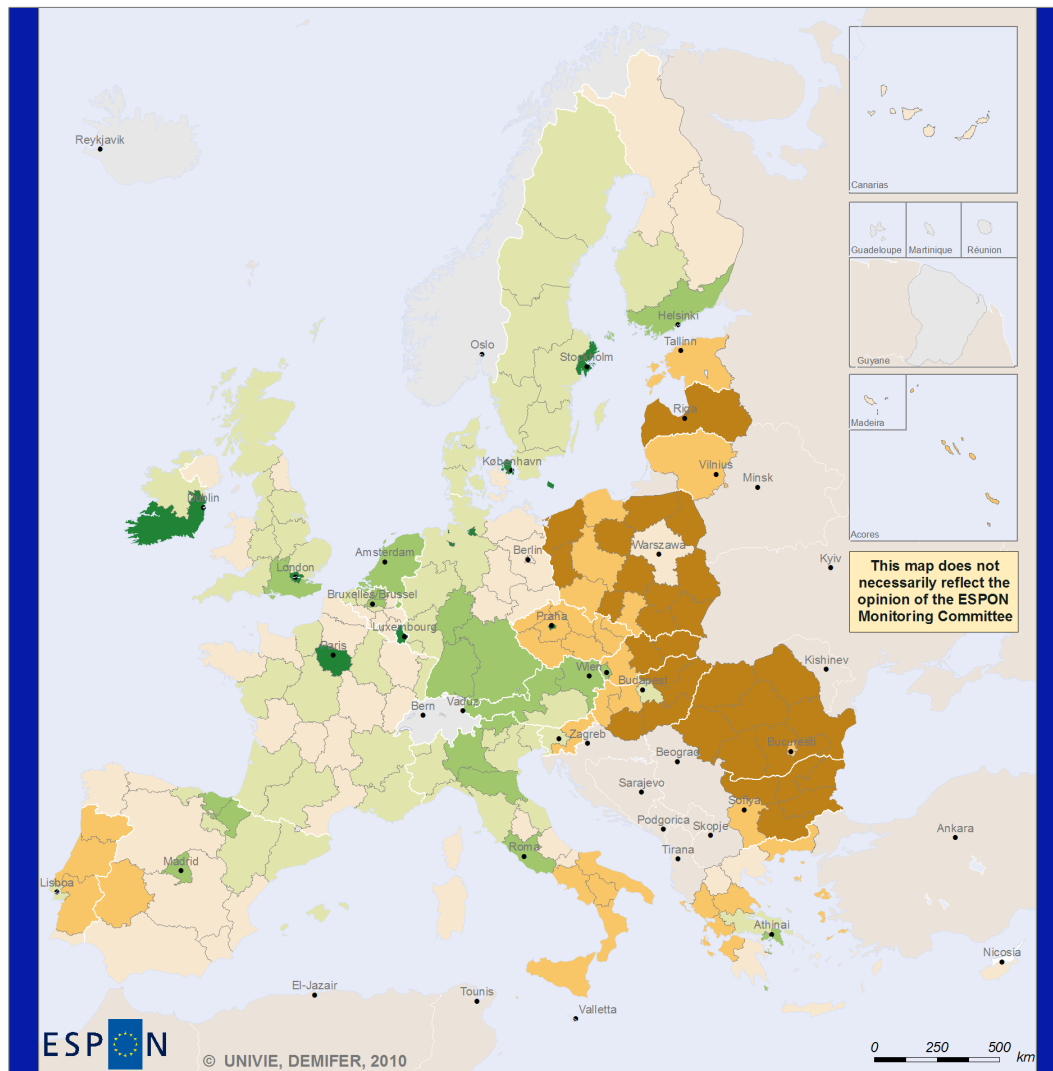 Reykjavik
Canarias
Guadeloupe
Martinique
Réunion
Guyane
Madeira
Acores
Helsinki
Oslo
Tallinn
Stockholm
Riga
København
Vilnius
Minsk
Dublin
Amsterdam
Berlin
Warszawa
London
Kyiv
Bruxelles/Brussel
Praha
Luxembourg
Paris
Wien
Kishinev
Budapest
Bern
Vaduz
Zagreb
Beograd
Bucuresti
Sarajevo
Sofiya
Podgorica
Skopje
Ankara
Roma
Tirana
Madrid
Lisboa
Athinai
Nicosia
El-Jazair
Tounis
Valletta
This map does not
necessarily reflect the
opinion of the ESPON
Monitoring Committee
ESPON
© UNIVIE, DEMIFER, 2010
0 250 500
km